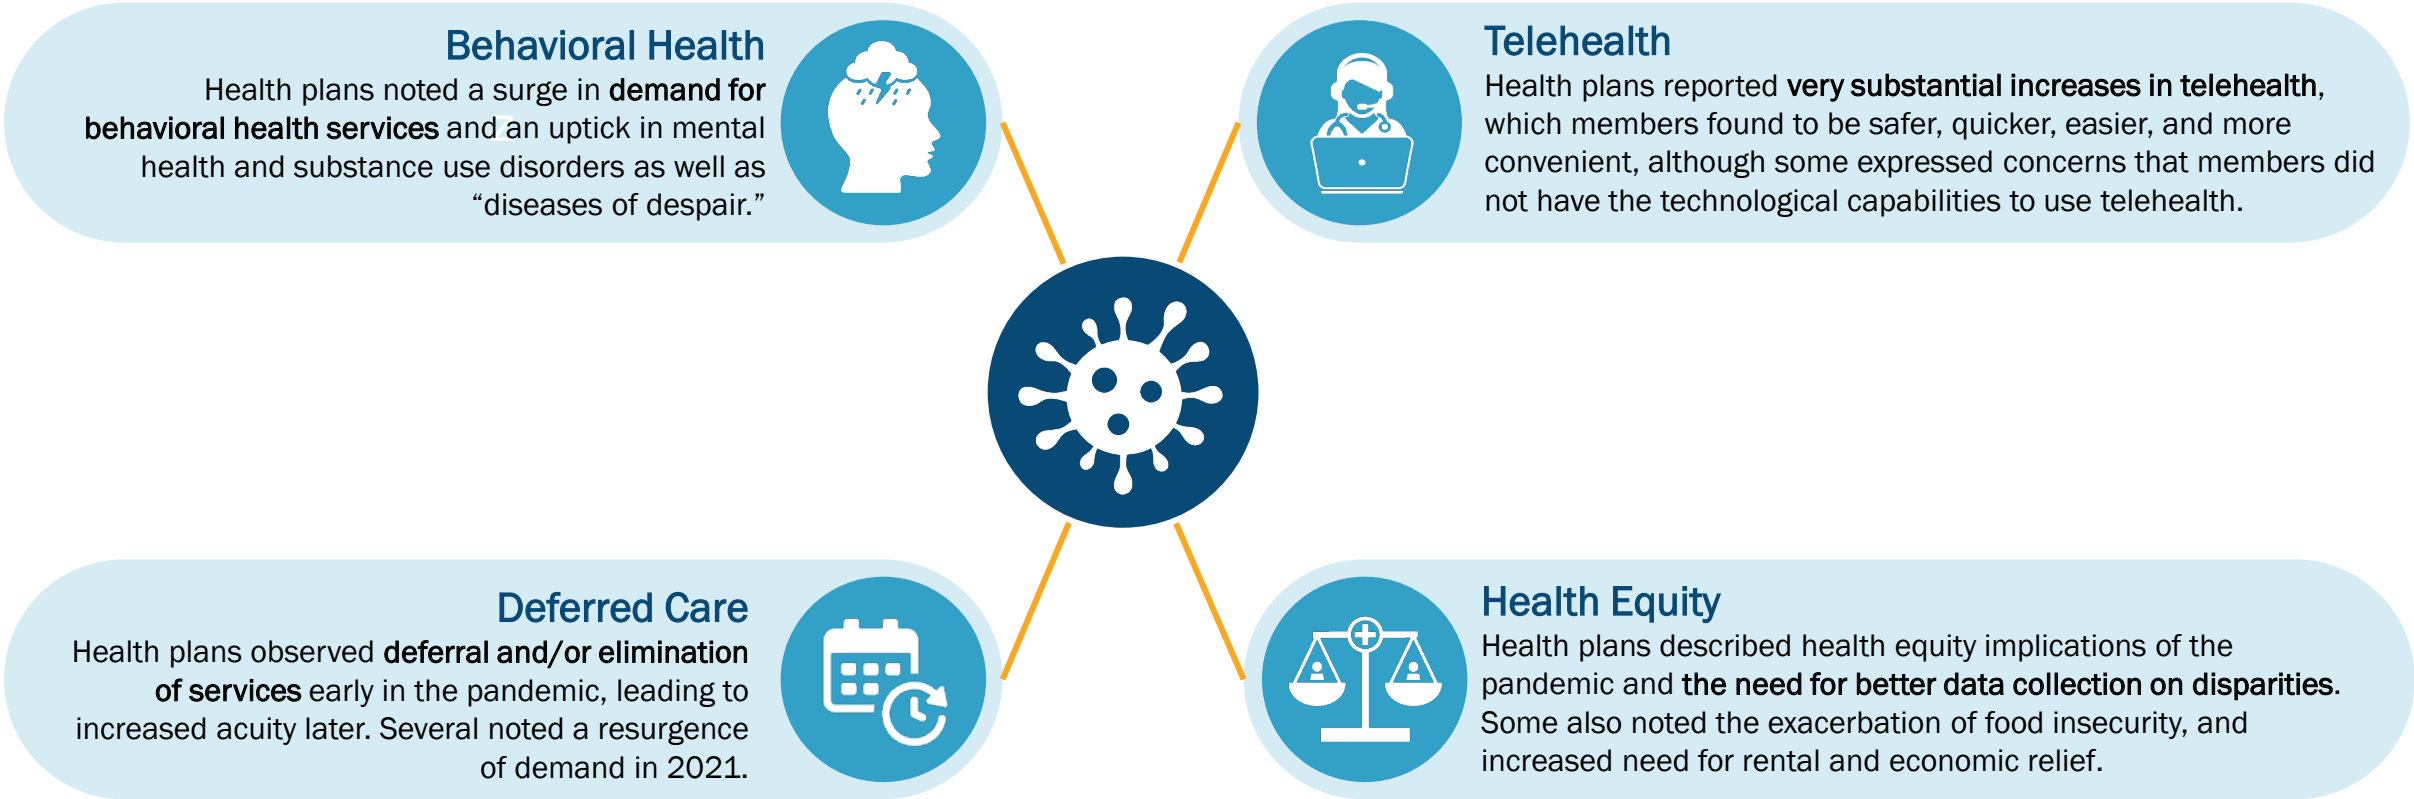 Behavioral Health
Health plans noted a surge in demand for
behavioral health services and an uptick in mental
health and substance use disorders as well as
“diseases of despair.”
Telehealth
Health plans reported very substantial increases in telehealth,
which members found to be safer, quicker, easier, and more
convenient, although some expressed concerns that members did
not have the technological capabilities to use telehealth.
Deferred Care
Health plans observed deferral and/or elimination
of services early in the pandemic, leading to
increased acuity later. Several noted a resurgence
of demand in 2021.
Health Equity
Health plans described health equity implications of the
pandemic and the need for better data collection on disparities.
Some also noted the exacerbation of food insecurity, and
increased need for rental and economic relief.